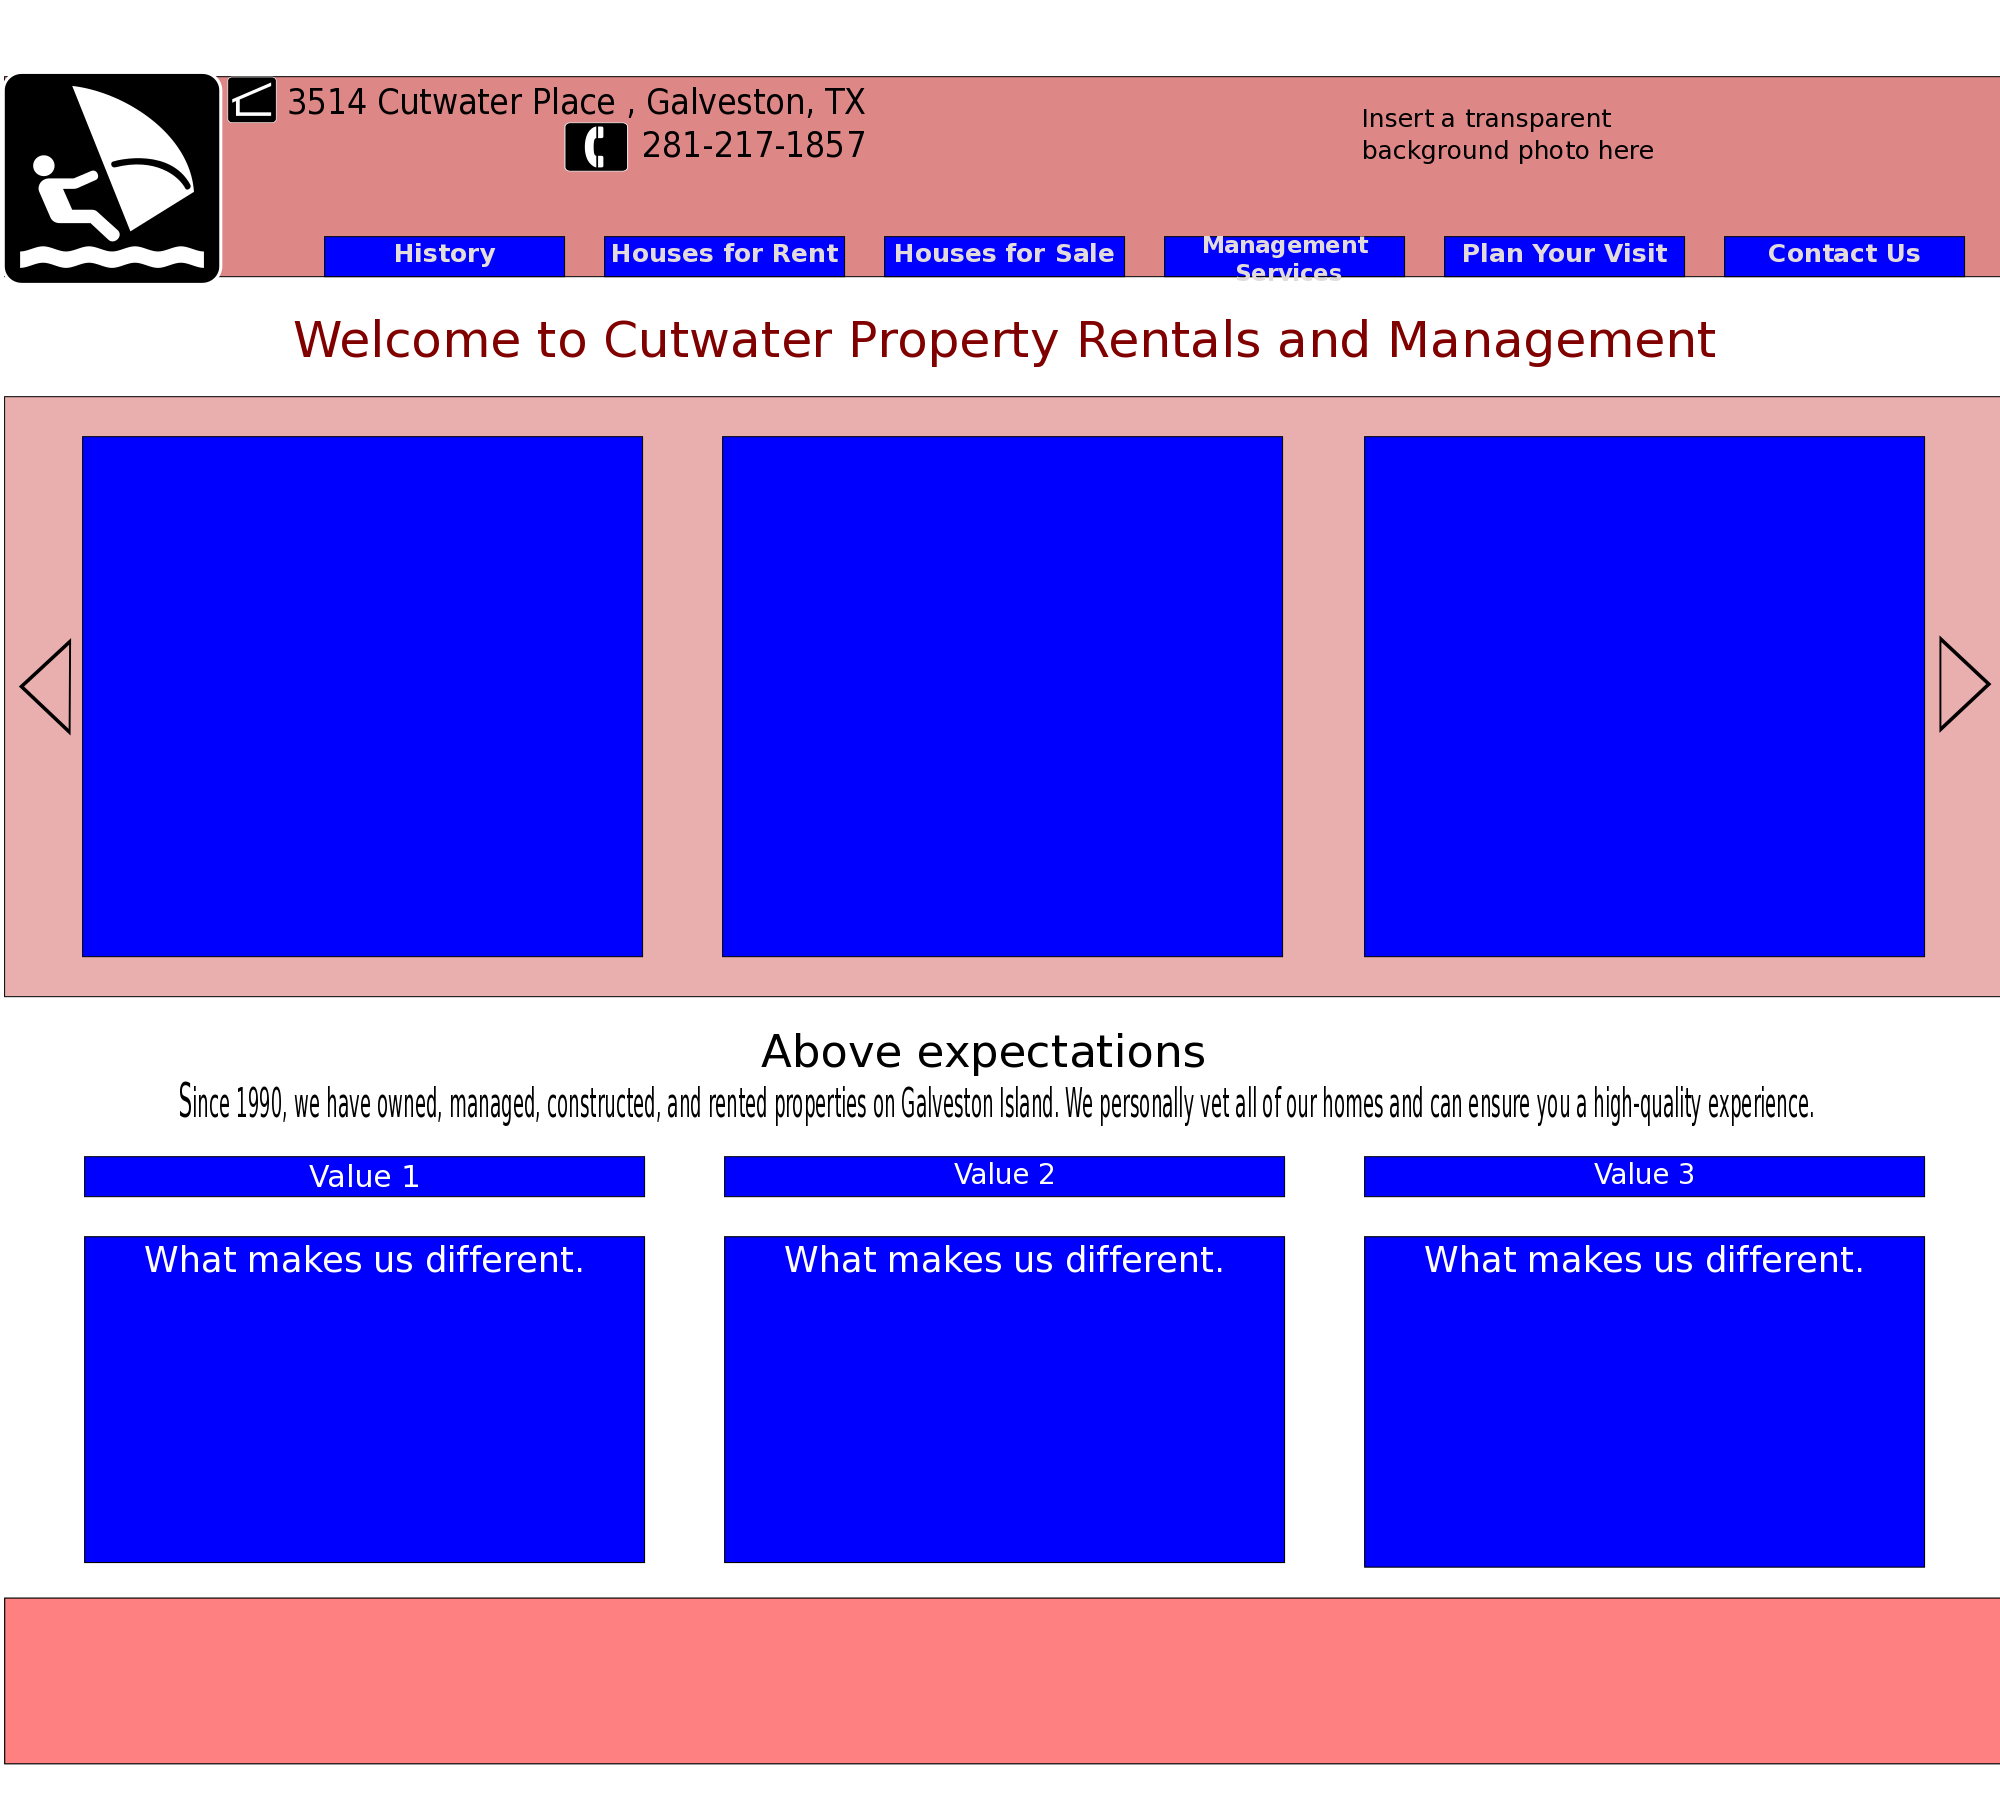 3514 Cutwater Place , Galveston, TX
281-217-1857
Insert a transparent
background photo here
History
Houses for Rent
Houses for Sale
Management
Services
Plan Your Visit
Contact Us
Welcome to Cutwater Property Rentals and Management
Above expectations
Since 1990, we have owned, managed, constructed, and rented properties on Galveston Island. We personally vet all of our homes and can ensure you a high-quality experience.
Value 1
Value 2
Value 3
What makes us different.
What makes us different.
What makes us different.